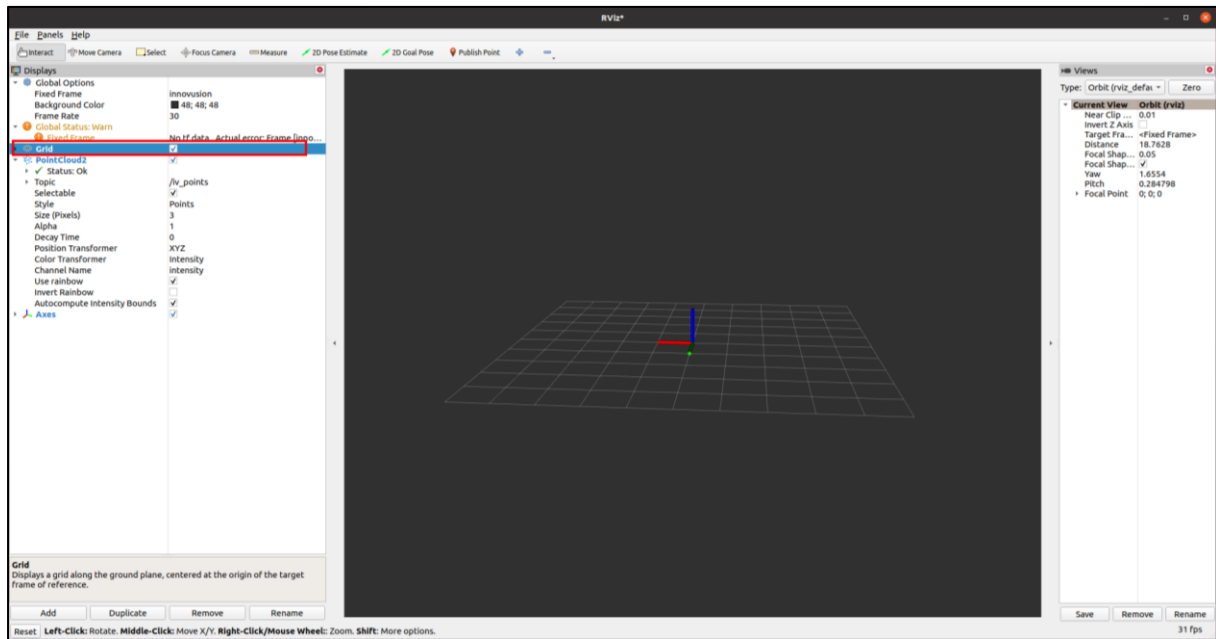 RViz*
File Panels Help
Interact Move Camera Select Focus Camera Measure 2D Pose Estimate 2D Goal Pose Publish Point
Displays
Global Options
Fixed Frame innovusion
Background Color 48; 48; 48
Frame Rate 30
Global Status: Warn
Fixed Frame No tf data. Actual error: Frame [inno...
Grid
PointCloud2
Status: Ok
Topic /iv_points
Selectable
Style Points
Size (Pixels) 3
Alpha 1
Decay Time 0
Position Transformer XYZ
Color Transformer Intensity
Channel Name intensity
Use rainbow
Invert Rainbow
Autocompute Intensity Bounds
Axes
Grid
Displays a grid along the ground plane, centered at the origin of the target
frame of reference.
Add Duplicate Remove Rename
Reset Left-Click: Rotate. Middle-Click: Move X/Y. Right-Click/Mouse Wheel:: Zoom. Shift: More options.
Views
Type: Orbit (rviz_defau Zero
Current View Orbit (rviz)
Near Clip ... 0.01
Invert Z Axis
Target Fra... <Fixed Frame>
Distance 18.7628
Focal Shap... 0.05
Focal Shap...
Yaw 1.6554
Pitch 0.284798
Focal Point 0; 0; 0
Save Remove Rename
31 fps